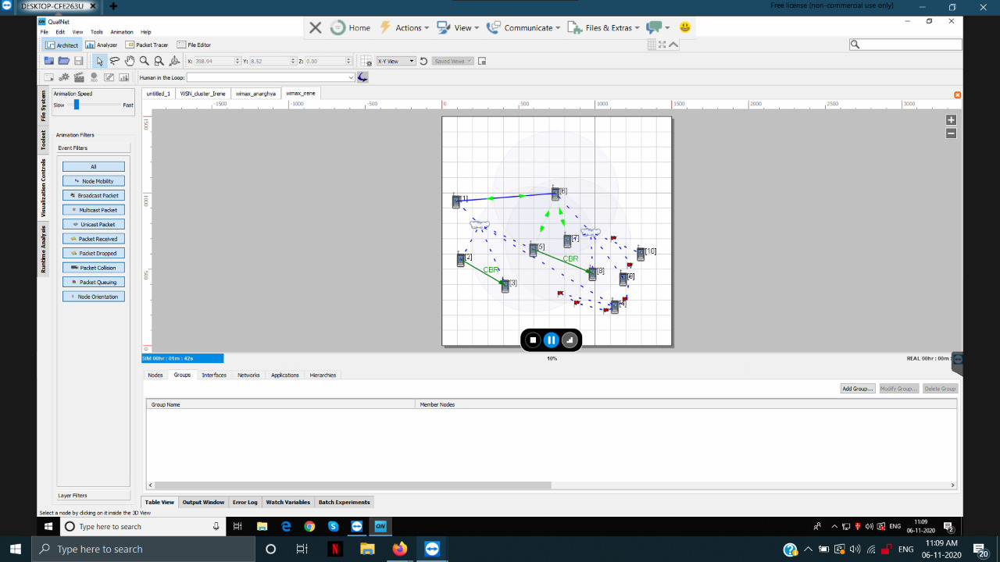 DESKTOP-CFE263U
Free license (non-commercial use only)
QualNet
File Edit View Tools Animation Help
Home Actions View Communicate Files & Extras
Architect Analyzer Packet Tracer File Editor
X: 398.94 Y: 8.52 Z: 0.00 X-Y View Saved Views
Human in the Loop:
untitled_1 WSN_cluster_Irene wimax_anarghya wimax_irene
File System
Toolset
Visualization Controls
Runtime Analysis
Animation Speed
Slow Fast
Animation Filters
Event Filters
All
Node Mobility
Broadcast Packet
Multicast Packet
Unicast Packet
Packet Received
Packet Dropped
Packet Collision
Packet Queuing
Node Orientation
Layer Filters
-1500 -1000 -500 0 500 1000 1500 2000 2500 3000
1500
1000
500
0
[1]
[6]
[7]
[5]
[10]
[2]
CBR
CBR
[8]
[3]
[4]
SIM 00hr : 01m : 42s 10% REAL 00hr : 00m :
Nodes Groups Interfaces Networks Applications Hierarchies
Add Group... Modify Group... Delete Group
Group Name Member Nodes
Table View Output Window Error Log Watch Variables Batch Experiments
Select a node by clicking on it inside the 3D View
Type here to search
ENG
11:09
06-11-2020
2
Type here to search
ENG
11:09 AM
06-11-2020
20